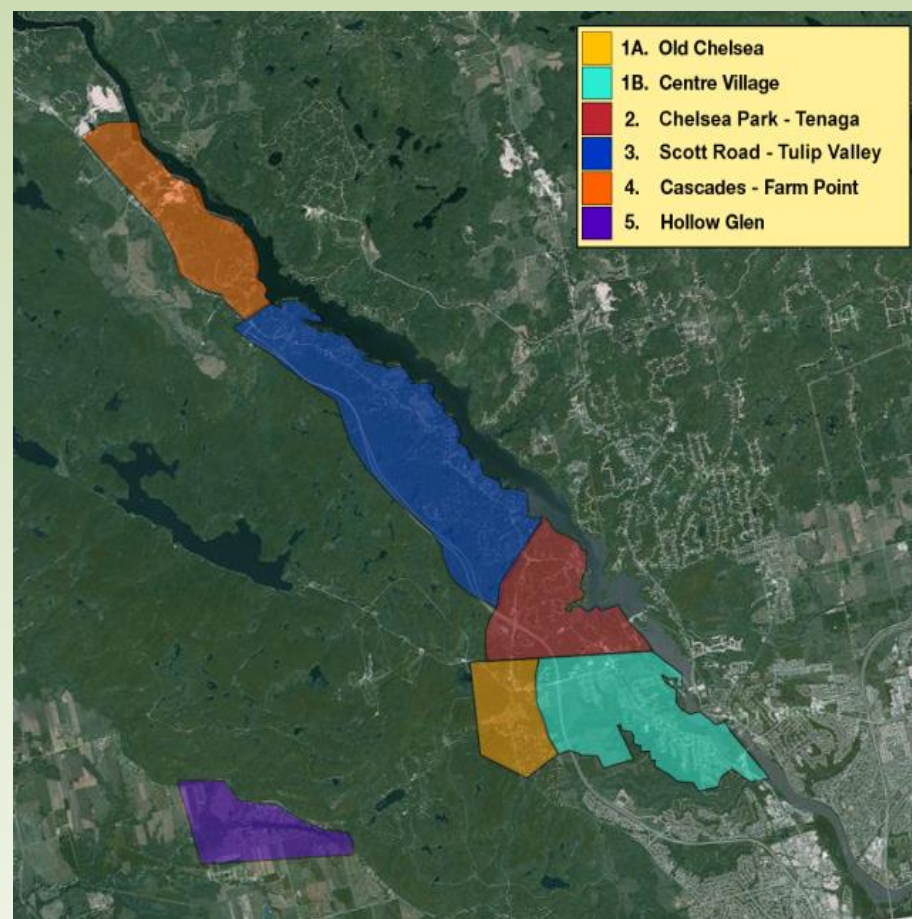 1A. Old Chelsea
1B. Centre Village
2. Chelsea Park - Tenaga
3. Scott Road - Tulip Valley
4. Cascades - Farm Point
5. Hollow Glen